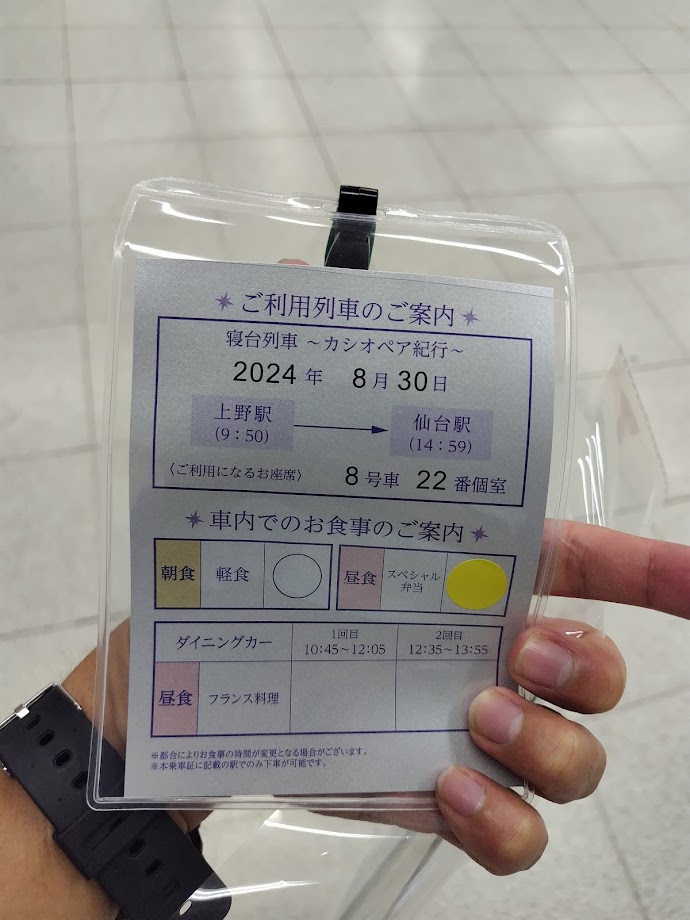 ご利用列車のご案内
寝台列車 ～カシオペア紀行～
2024 年 8 月 30 日
上野駅 仙台駅
(9：50) (14：59)
〈ご利用になるお座席〉 8 号車 22 番個室
車内でのお食事のご案内
朝食 軽食 昼食 スペシャル
弁当
ダイニングカー 1回目 2回目
10:45～12:05 12:35～13:55
昼食 フランス料理
※都合によりお食事の時間が変更となる場合がございます。
※本乗車証に記載の駅でのみ下車が可能です。